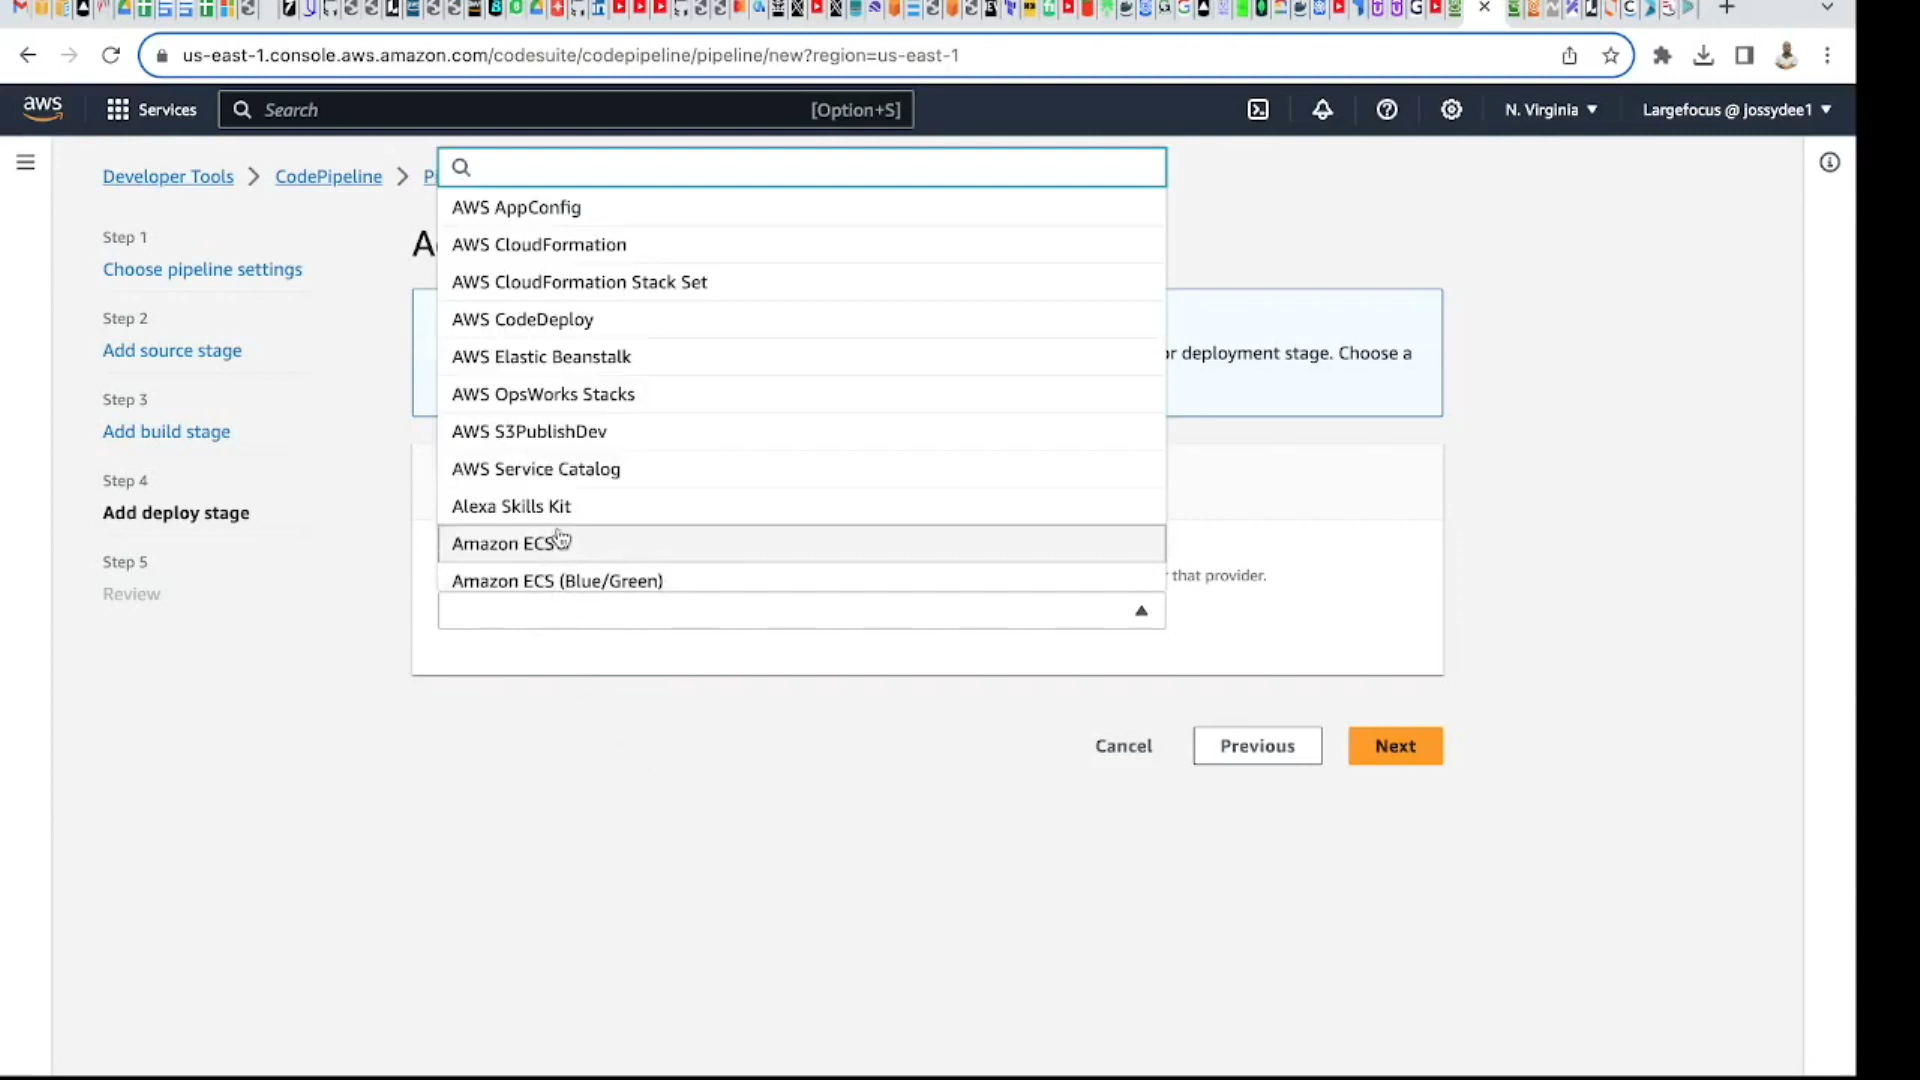 us-east-1.console.aws.amazon.com/codesuite/codepipeline/pipeline/new?region=us-east-1
aws
Services
Search
[Option+S]
N. Virginia
Largefocus @ jossydee1
Developer Tools
CodePipeline
Step 1
Choose pipeline settings
Step 2
Add source stage
Step 3
Add build stage
Step 4
Add deploy stage
Step 5
Review
AWS AppConfig
AWS CloudFormation
AWS CloudFormation Stack Set
AWS CodeDeploy
AWS Elastic Beanstalk
AWS OpsWorks Stacks
AWS S3PublishDev
AWS Service Catalog
Alexa Skills Kit
Amazon ECS
Amazon ECS (Blue/Green)
deployment stage. Choose a
that provider.
Cancel
Previous
Next